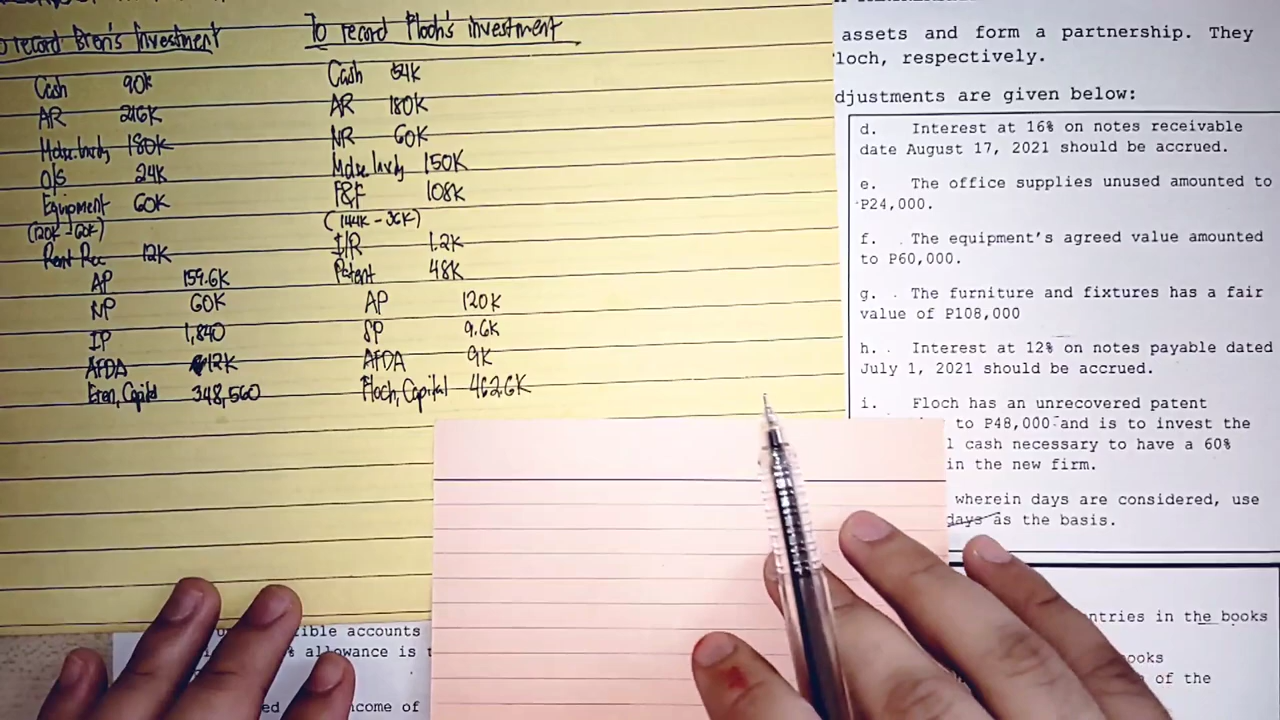 o record Eren's Investment
Cash 90K
AR 216K
Mdse. Invty 180K
O/S 24K
Equipment 60K
(120K - 60K)
Rent Rec 12K
AP 159.6K
NP 60K
IP 1,840
AFDA 12K
Eren, Capital 348,560
To record Floch's investment
Cash 54K
AR 180K
NR 60K
Mdse. Invty 150K
F&F 108K
(144K - 36K)
I/R 1.2K
Patent 48K
AP 120K
SP 9.6K
AFDA 9K
Floch, Capital 462.6K
assets and form a partnership. They
loch, respectively.
djustments are given below:
d. Interest at 16% on notes receivable
date August 17, 2021 should be accrued.
e. The office supplies unused amounted to
P24,000.
f. The equipment's agreed value amounted
to P60,000.
g. The furniture and fixtures has a fair
value of P108,000
h. Interest at 12% on notes payable dated
July 1, 2021 should be accrued.
i. Floch has an unrecovered patent
to P48,000 and is to invest the
l cash necessary to have a 60%
in the new firm.
wherein days are considered, use
days as the basis.
ntries in the books
ooks
of the
ible accounts
% allowance is
ed
ncome of